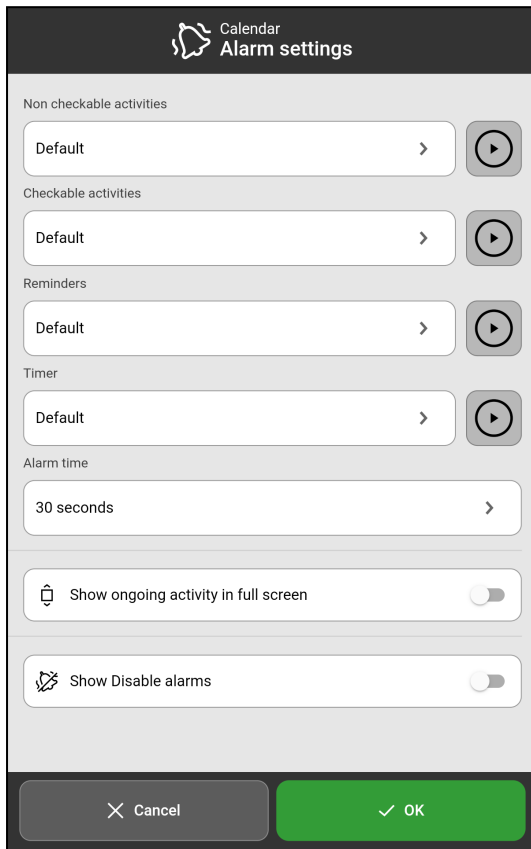 Calendar
Alarm settings
Non checkable activities
Default
Checkable activities
Default
Reminders
Default
Timer
Default
Alarm time
30 seconds
Show ongoing activity in full screen
Show Disable alarms
Cancel
OK